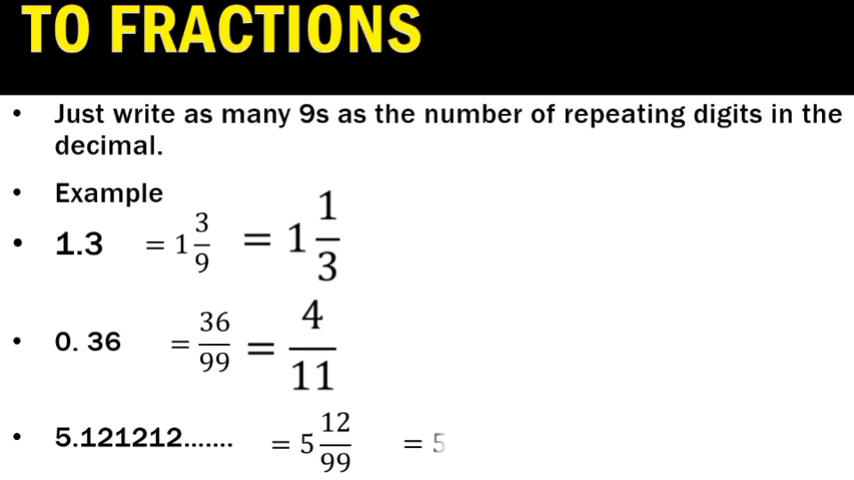 TO FRACTIONS
• Just write as many 9s as the number of repeating digits in the
decimal.
• Example
• 1.3 = 1 3/9 = 1 1/3
• 0. 36 = 36/99 = 4/11
• 5.121212....... = 5 12/99 = 5